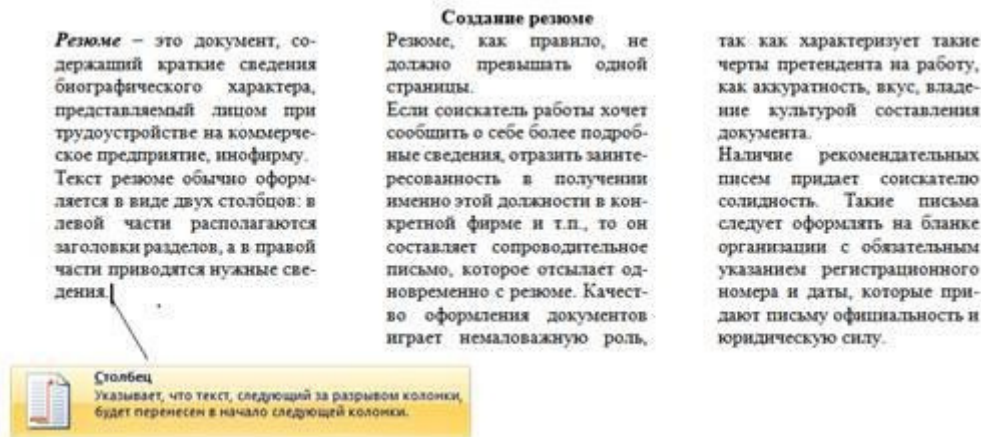 Создание резюме
Резюме – это документ, со-
держащий краткие сведения
биографического характера,
представляемый лицом при
трудоустройстве на коммерче-
ское предприятие, инофирму.
Текст резюме обычно оформ-
ляется в виде двух столбцов: в
левой части располагаются
заголовки разделов, а в правой
части приводятся нужные све-
дения.
Резюме, как правило, не
должно превышать одной
страницы.
Если соискатель работы хочет
сообщить о себе более подроб-
ные сведения, отразить заинте-
ресованность в получении
именно этой должности в кон-
кретной фирме и т.п., то он
составляет сопроводительное
письмо, которое отсылает од-
новременно с резюме. Качест-
во оформления документов
играет немаловажную роль,
так как характеризует такие
черты претендента на работу,
как аккуратность, вкус, владе-
ние культурой составления
документа.
Наличие рекомендательных
писем придает соискателю
солидность. Такие письма
следует оформлять на бланке
организации с обязательным
указанием регистрационного
номера и даты, которые при-
дают письму официальность и
юридическую силу.
Столбец
Указывает, что текст, следующий за разрывом колонки,
будет перенесен в начало следующей колонки.